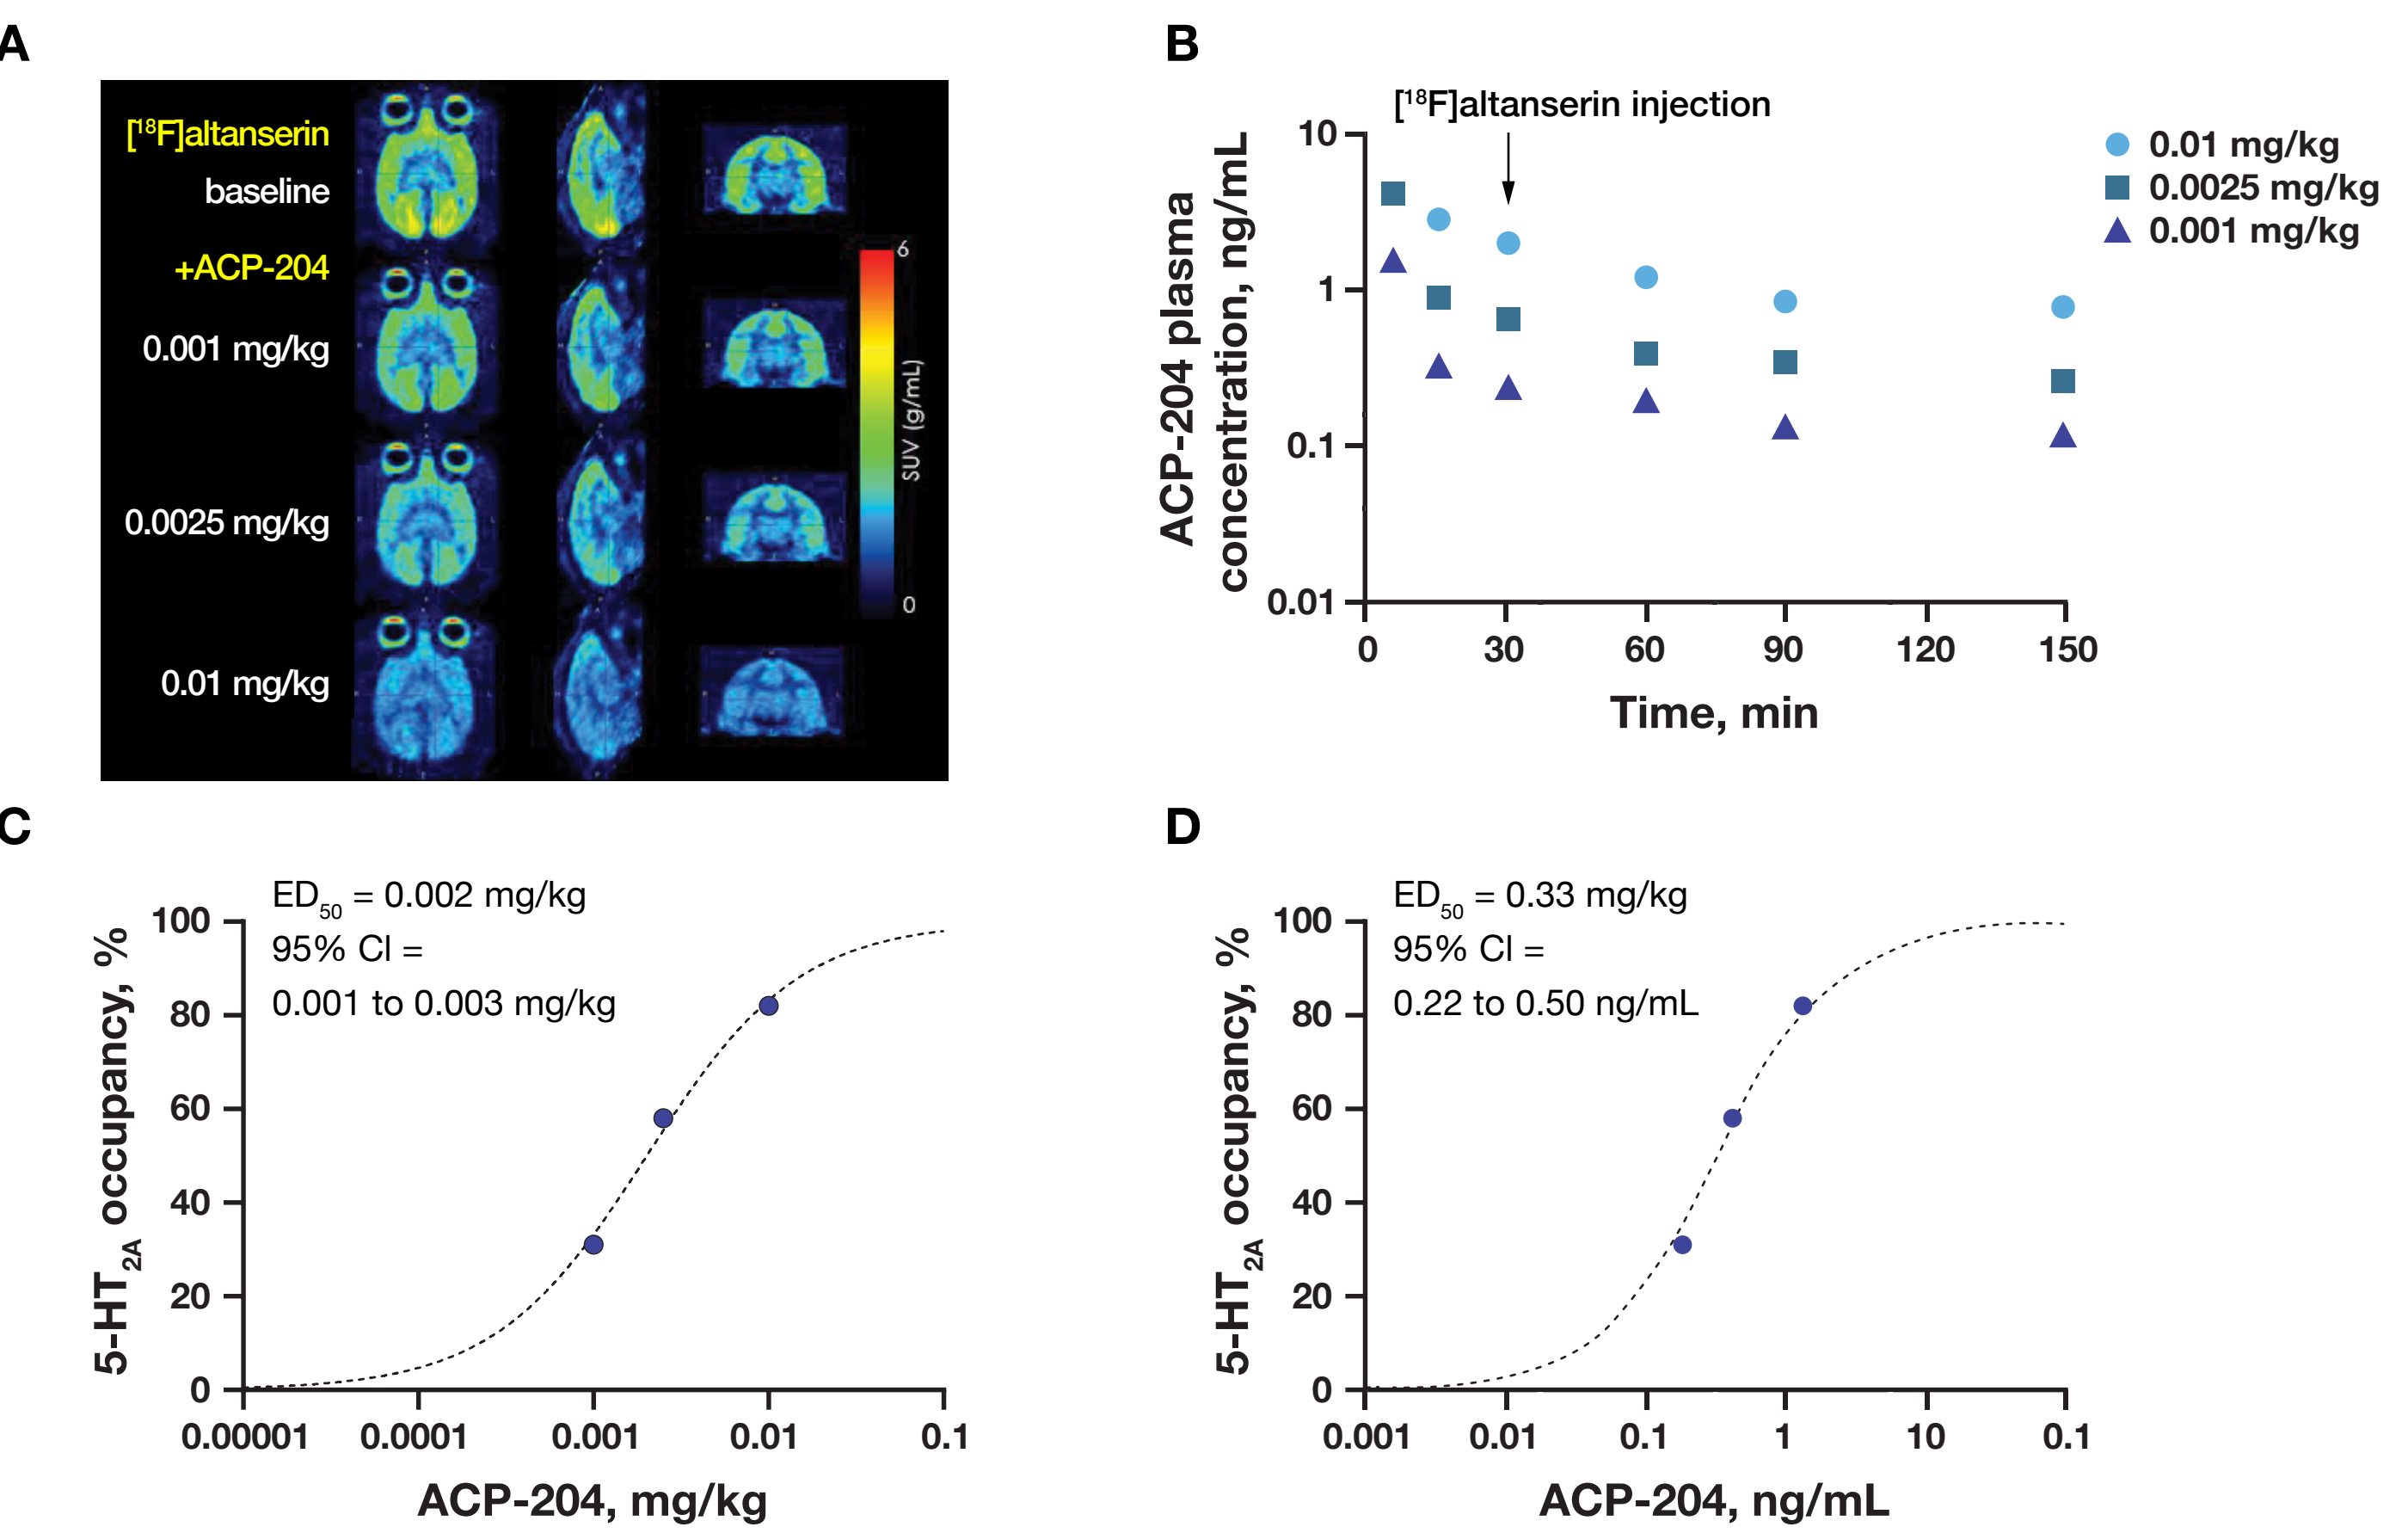 A
[18F]altanserin
baseline
+ACP-204
0.001 mg/kg
0.0025 mg/kg
0.01 mg/kg
6
SUV (g/mL)
0
B
[18F]altanserin injection
ACP-204 plasma
concentration, ng/mL
10
1
0.1
0.01
0
30
60
90
120
150
Time, min
0.01 mg/kg
0.0025 mg/kg
0.001 mg/kg
C
ED50 = 0.002 mg/kg
95% CI =
0.001 to 0.003 mg/kg
5-HT2A occupancy, %
100
80
60
40
20
0
0.00001
0.0001
0.001
0.01
0.1
ACP-204, mg/kg
D
ED50 = 0.33 mg/kg
95% CI =
0.22 to 0.50 ng/mL
5-HT2A occupancy, %
100
80
60
40
20
0
0.001
0.01
0.1
1
10
0.1
ACP-204, ng/mL